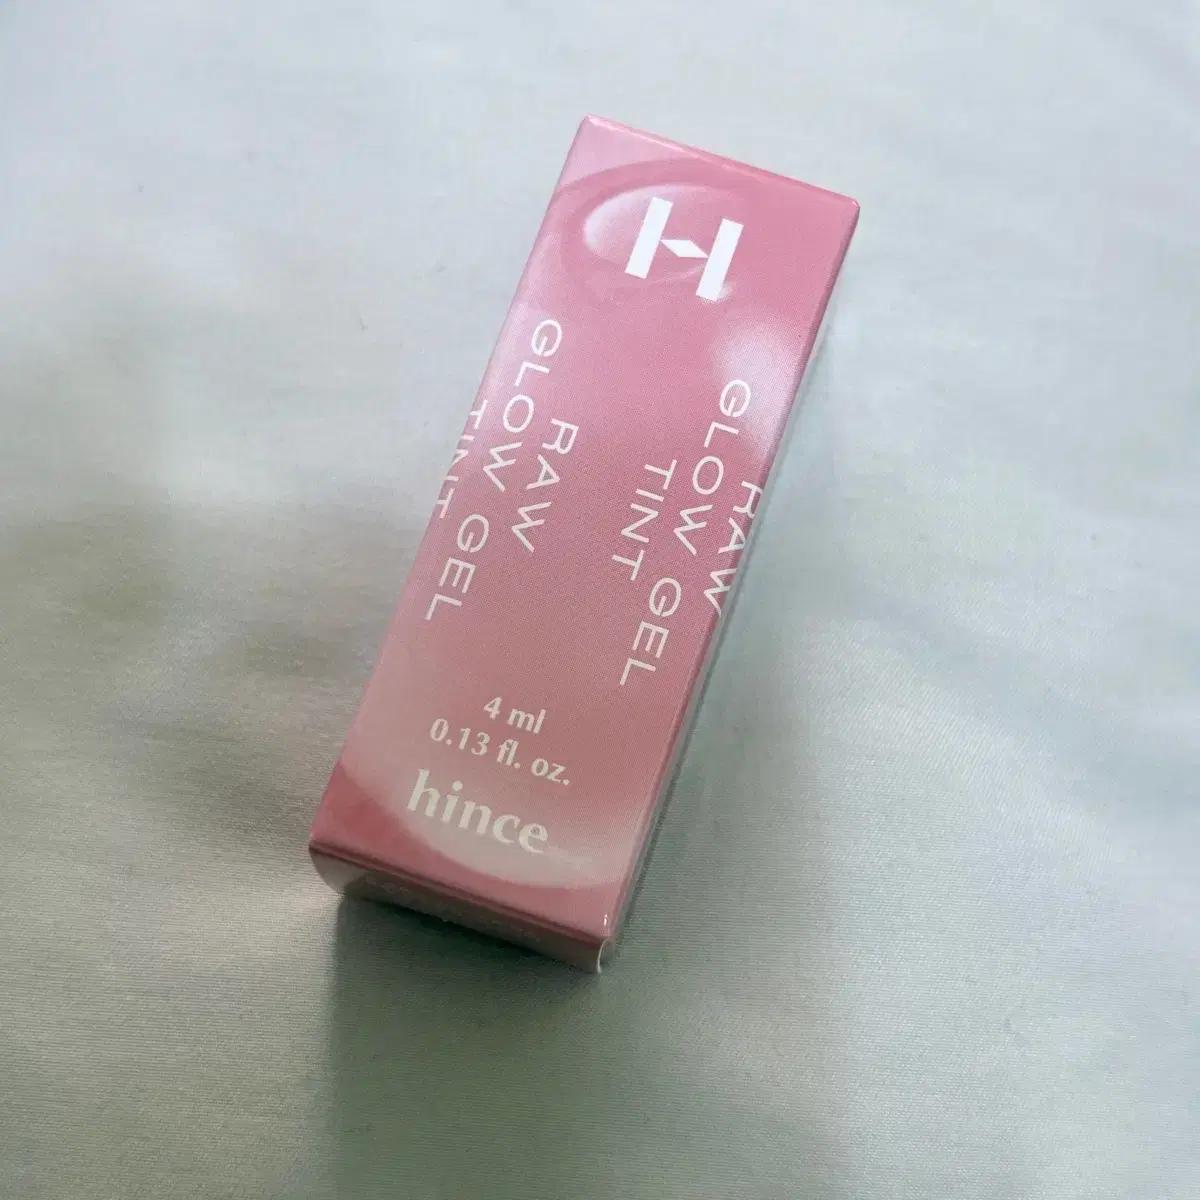 H
RAW
GLOW GEL
TINT
RAW
GLOW GEL
TINT
4 ml
0.13 fl. oz.
hince